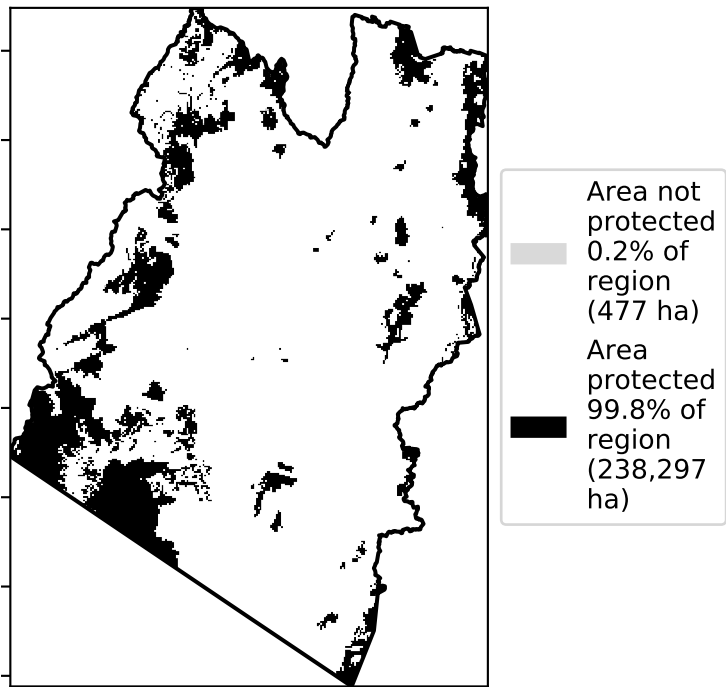 Area not
protected
0.2% of
region
(477 ha)
Area
protected
99.8% of
region
(238,297
ha)